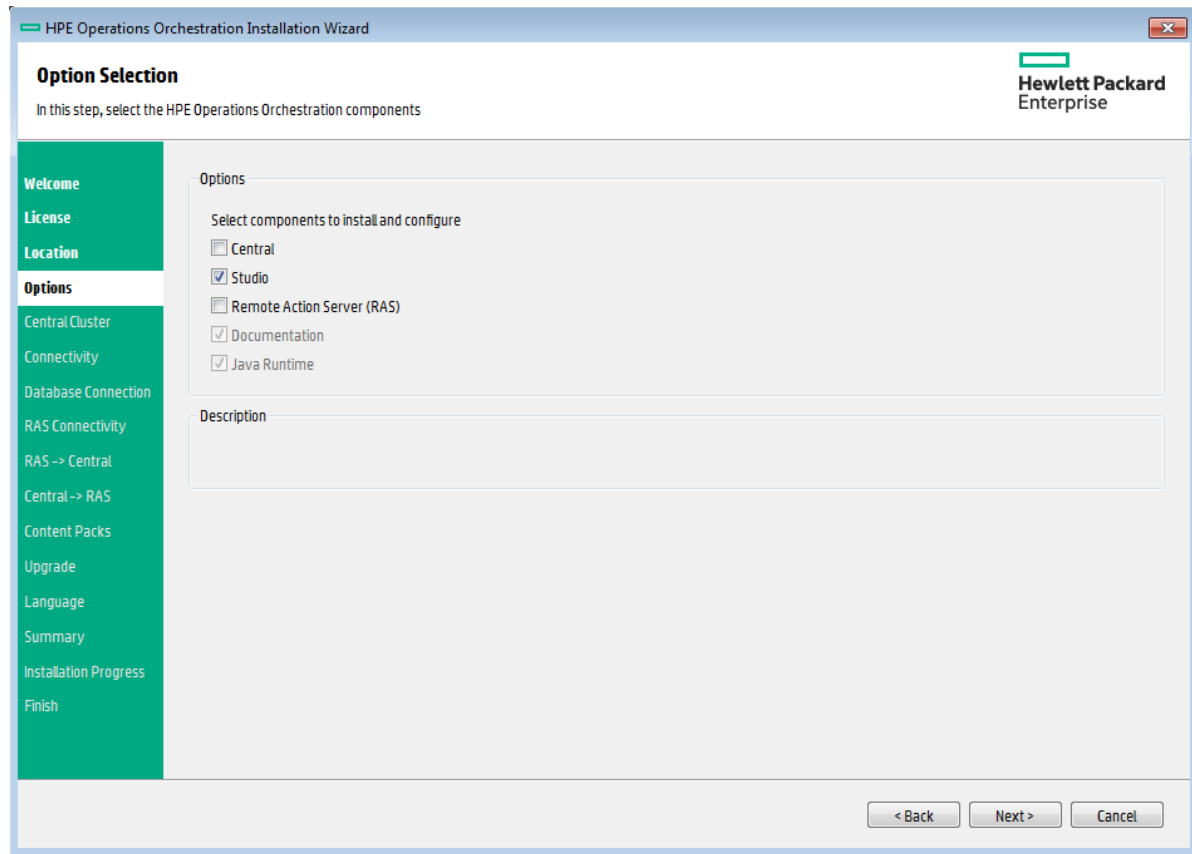 HPE Operations Orchestration Installation Wizard
Option Selection
In this step, select the HPE Operations Orchestration components
Hewlett Packard
Enterprise
Welcome
License
Location
Options
Central Cluster
Connectivity
Database Connection
RAS Connectivity
RAS -> Central
Central -> RAS
Content Packs
Upgrade
Language
Summary
Installation Progress
Finish
Options
Select components to install and configure
Central
Studio
Remote Action Server (RAS)
Documentation
Java Runtime
Description
< Back Next > Cancel